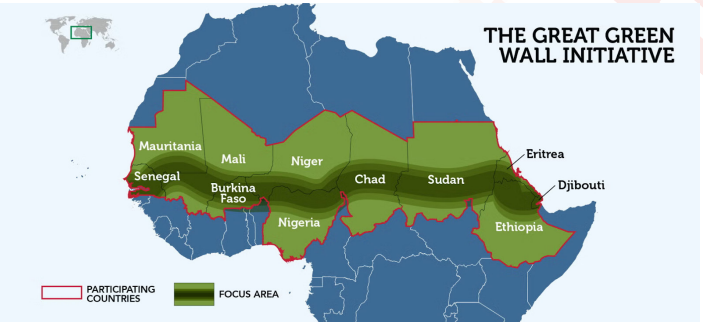 THE GREAT GREEN
WALL INITIATIVE
Mauritania
Mali
Niger
Eritrea
Senegal
Chad
Sudan
Djibouti
Burkina
Faso
Nigeria
Ethiopia
PARTICIPATING
COUNTRIES
FOCUS AREA